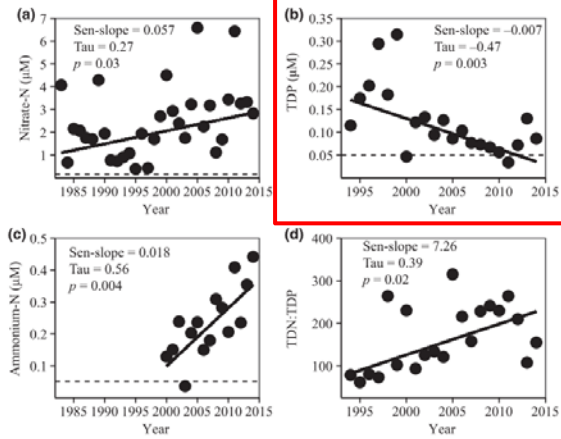 (a)
Sen-slope = 0.057
Tau = 0.27
p = 0.03
Nitrate-N (μM)
7
6
5
4
3
2
1
1985 1990 1995 2000 2005 2010 2015
Year
(b)
Sen-slope = –0.007
Tau = –0.47
p = 0.003
TDP (μM)
0.35
0.30
0.25
0.20
0.15
0.10
0.05
1995 2000 2005 2010 2015
Year
(c)
Sen-slope = 0.018
Tau = 0.56
p = 0.004
Ammonium-N (μM)
0.5
0.4
0.3
0.2
0.1
1985 1990 1995 2000 2005 2010 2015
Year
(d)
Sen-slope = 7.26
Tau = 0.39
p = 0.02
TDN:TDP
400
300
200
100
1995 2000 2005 2010 2015
Year